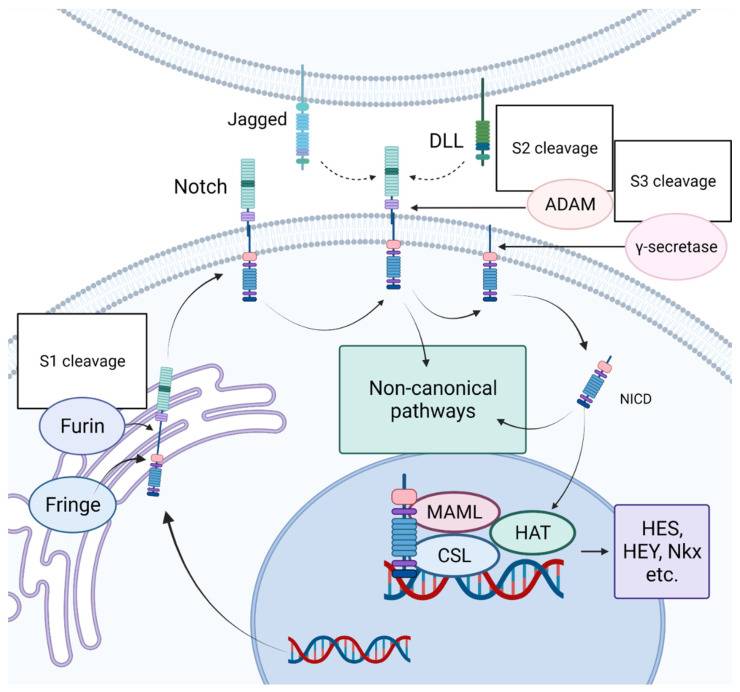 Jagged
DLL
S2 cleavage
S3 cleavage
Notch
ADAM
γ-secretase
S1 cleavage
Non-canonical
pathways
NICD
Furin
Fringe
MAML
HAT
CSL
HES,
HEY, Nkx
etc.